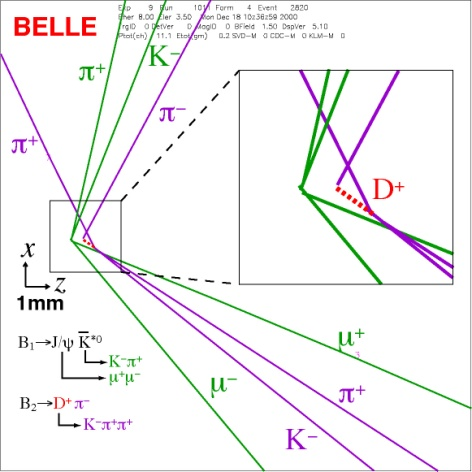 BELLE
Exp 9 Run 1011 Form 4 Event 2820
Eher 8.00 Eler 3.50 Mon Dec 18 10:36:59 2000
TrgID 0 DetVer 0 MagID 0 BField 1.50 DspVer 5.10
Ptot(ch) 11.1 Etot(gm) 0.2 SVD-M 0 CDC-M 0 KLM-M 0
π⁺
K⁻
π⁻
π⁺
D⁺
x
z
1mm
μ⁺
3
B₁→J/ψ K̅*⁰
K⁻π⁺
μ⁺μ⁻
μ⁻
π⁺
B₂→D⁺π⁻
K⁻π⁺π⁺
K⁻